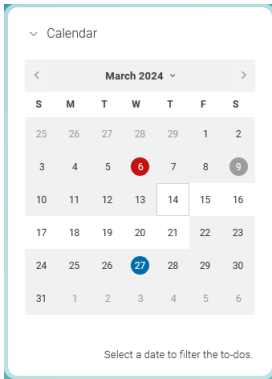 Calendar
March 2024
S M T W T F S
25 26 27 28 29 1 2
3 4 5 6 7 8 9
10 11 12 13 14 15 16
17 18 19 20 21 22 23
24 25 26 27 28 29 30
31 1 2 3 4 5 6
Select a date to filter the to-dos.